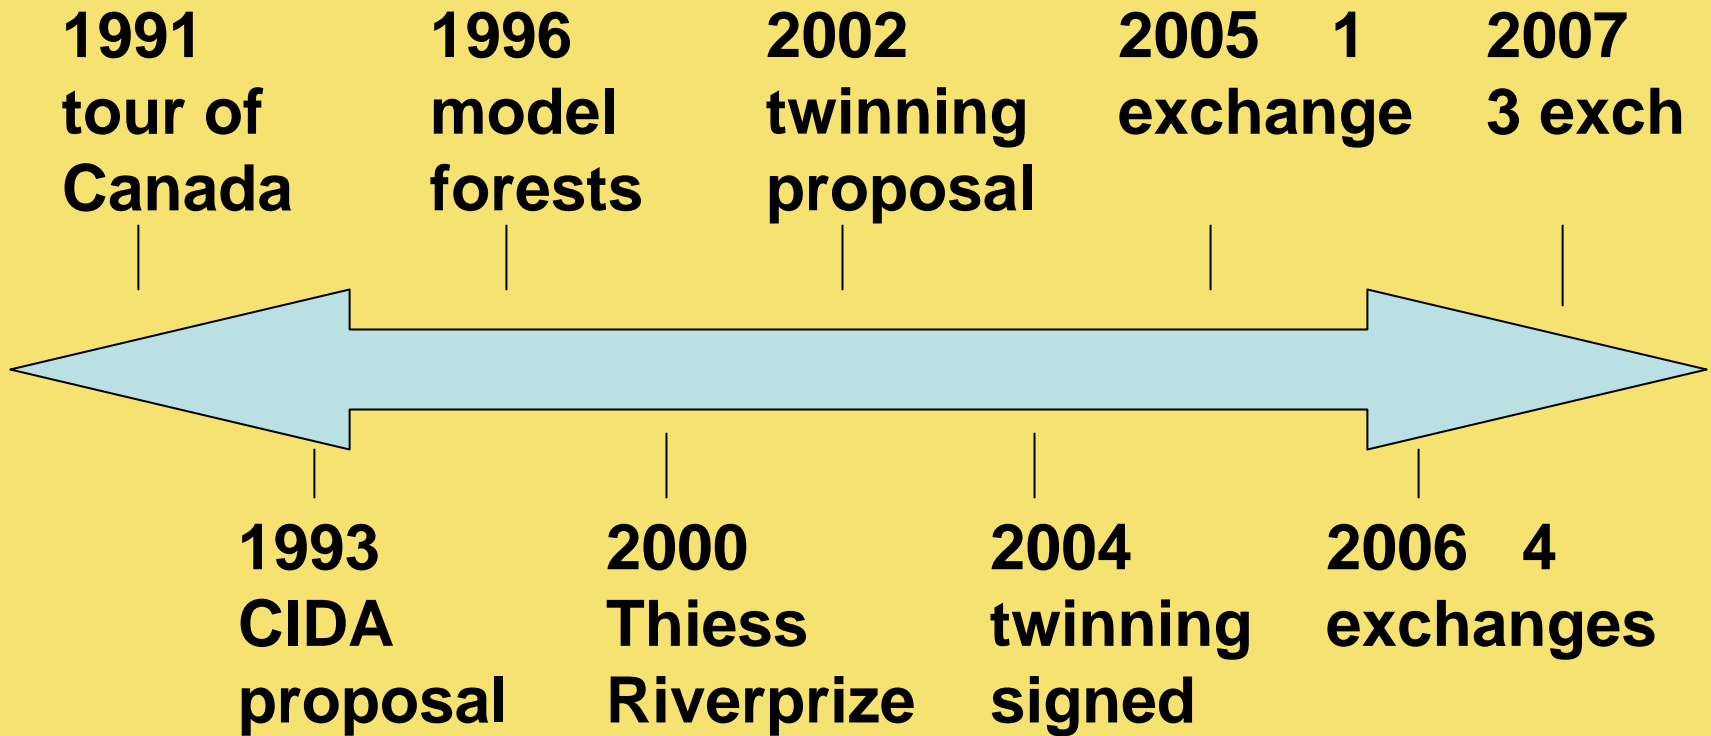 1991
tour of
Canada
1996
model
forests
2002
twinning
proposal
2005 1
exchange
2007
3 exch
1993
CIDA
proposal
2000
Thiess
Riverprize
2004
twinning
signed
2006 4
exchanges